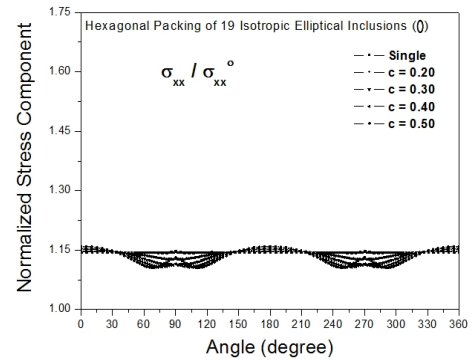 Hexagonal Packing of 19 Isotropic Elliptical Inclusions (0)
σxx / σxx°
Single
c = 0.20
c = 0.30
c = 0.40
c = 0.50
Normalized Stress Component
1.75
1.60
1.45
1.30
1.15
1.00
0 30 60 90 120 150 180 210 240 270 300 330 360
Angle (degree)